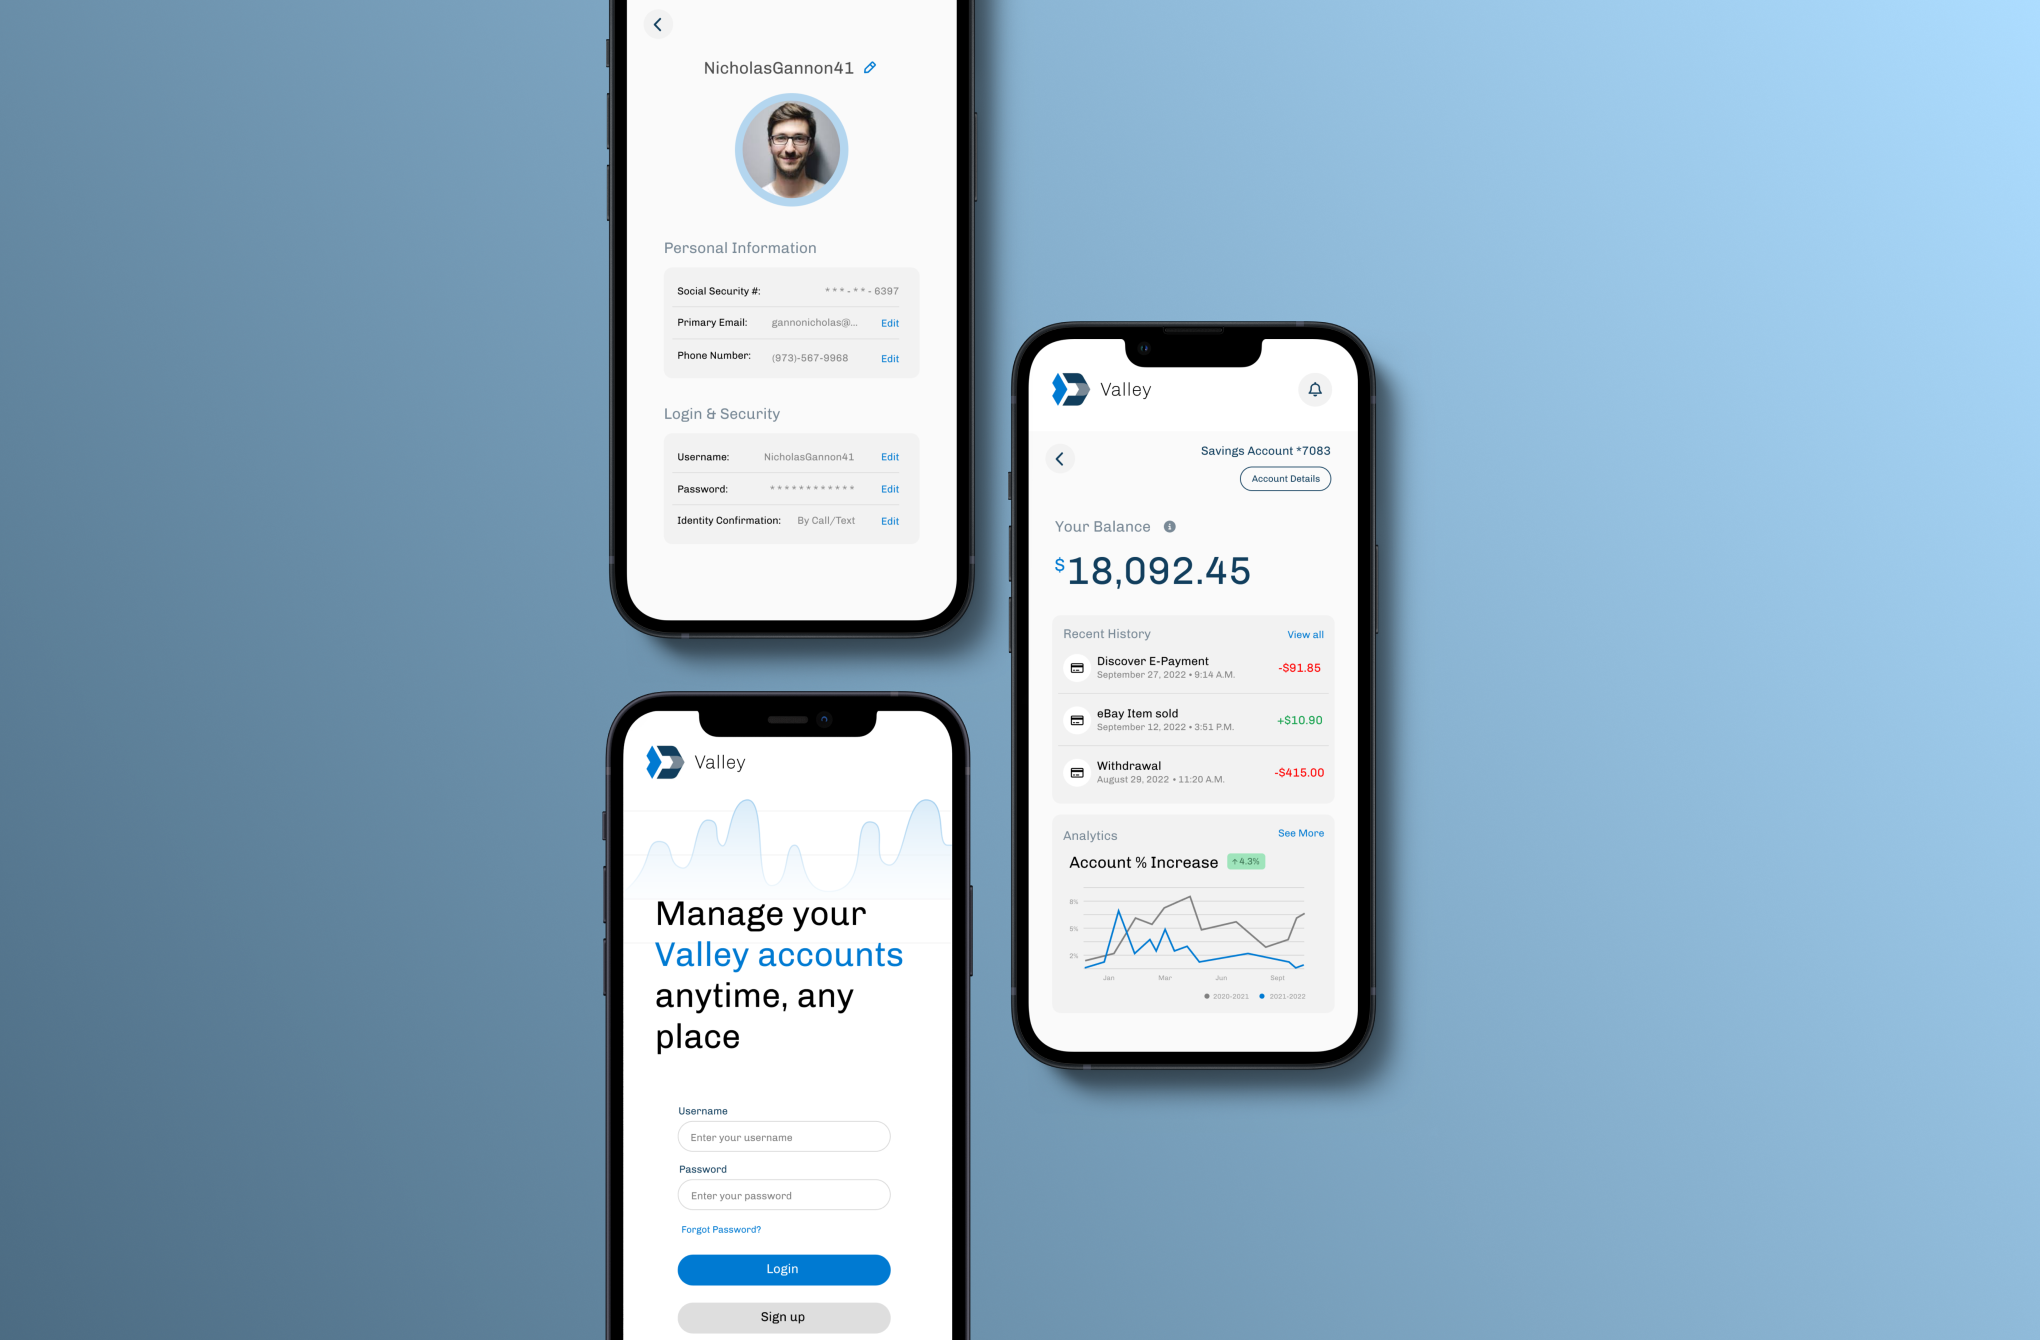 NicholasGannon41
Personal Information
Social Security #: ***-**-6397
Primary Email: gannonicholas@... Edit
Phone Number: (973)-567-9968 Edit
Login & Security
Username: NicholasGannon41 Edit
Password: ************ Edit
Identity Confirmation: By Call/Text Edit
Valley
Manage your
Valley accounts
anytime, any
place
Username
Enter your username
Password
Enter your password
Forgot Password?
Login
Sign up
Valley
Savings Account *7083
Account Details
Your Balance
$18,092.45
Recent History View all
Discover E-Payment -$91.85
September 27, 2022 • 9:14 A.M.
eBay Item sold +$10.90
September 12, 2022 • 3:51 P.M.
Withdrawal -$415.00
August 29, 2022 • 11:20 A.M.
Analytics See More
Account % Increase ↑4.3%
8%
5%
2%
Jan Mar Jun Sept
2020-2021 2021-2022